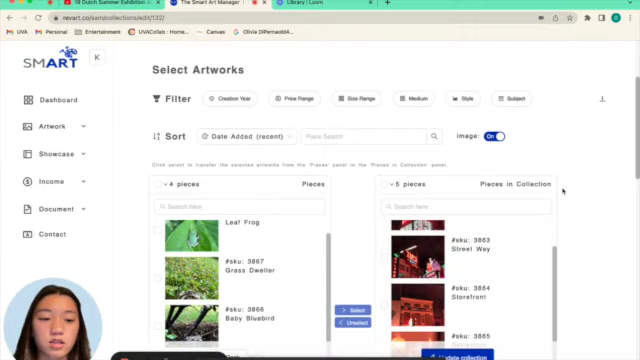 19 Dutch Summer Exhibition A
The Smart Art Manager
Library | Loom
revart.co/sam/collections/edit/132/
UVA
Personal
Entertainment
UVACollab : Home
Canvas
Olivia DiPernaold4
Update
SMART
Dashboard
Artwork
Showcase
Income
Document
Contact
Select Artworks
Filter
Creation Year
Price Range
Size Range
Medium
Style
Subject
Sort
Date Added (recent)
Piece Search
image:
On
Click select to transfer the selected artworks from the Pieces panel to the Pieces in Collection panel.
4 pieces
Pieces
Search here
Leaf Frog
#sku: 3867
Grass Dweller
#sku: 3866
Baby Bluebird
Select
Unselect
5 pieces
Pieces in Collection
Search here
#sku: 3863
Street Way
#sku: 3864
Storefront
#sku: 3865
Update collection